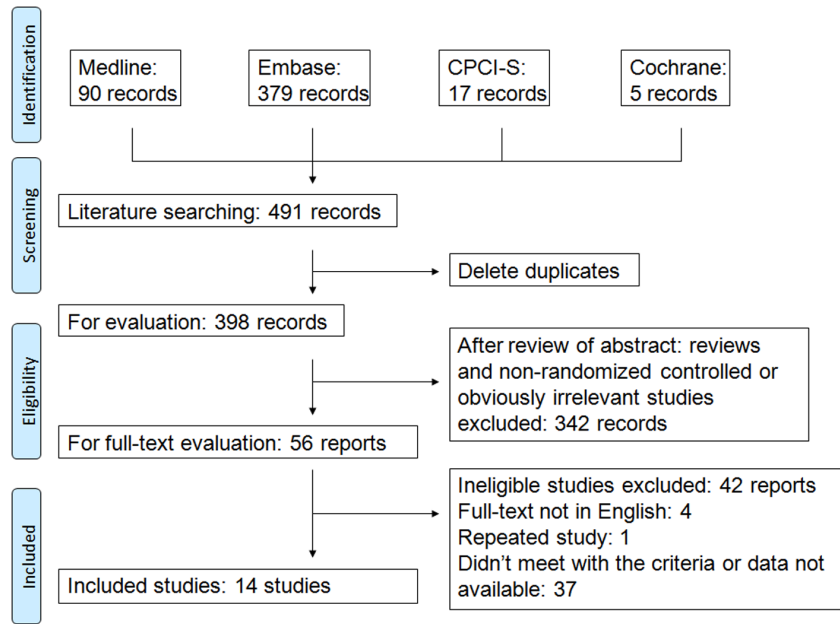 Identification
Medline:
90 records
Embase:
379 records
CPCI-S
17 records
Cochrane:
5 records
Screening
Literature searching: 491 records
Delete duplicates
For evaluation: 398 records
Eligibility
After review of abstract: reviews
and non-randomized controlled or
obviously irrelevant studies
excluded: 342 records
For full-text evaluation: 56 reports
Included
Ineligible studies excluded: 42 reports
Full-text not in English: 4
Repeated study: 1
Didn't meet with the criteria or data not
available: 37
Included studies: 14 studies